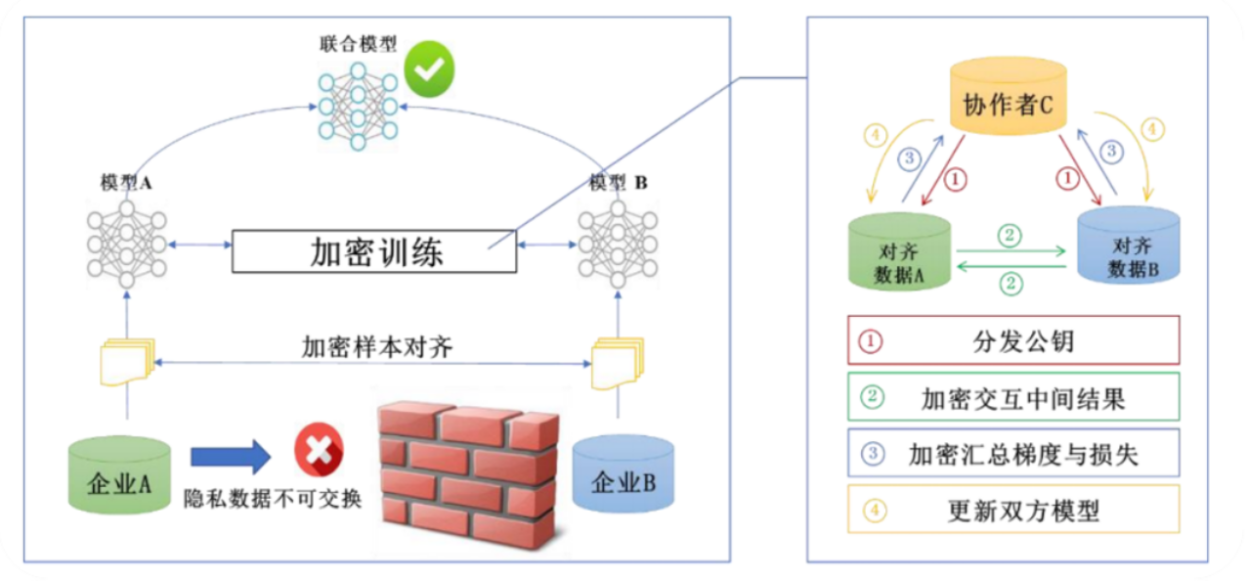 联合模型
模型A
模型 B
加密训练
加密样本对齐
企业A
隐私数据不可交换
企业B
协作者C
④
③
①
①
③
④
对齐
数据A
②
②
对齐
数据B
① 分发公钥
② 加密交互中间结果
③ 加密汇总梯度与损失
④ 更新双方模型